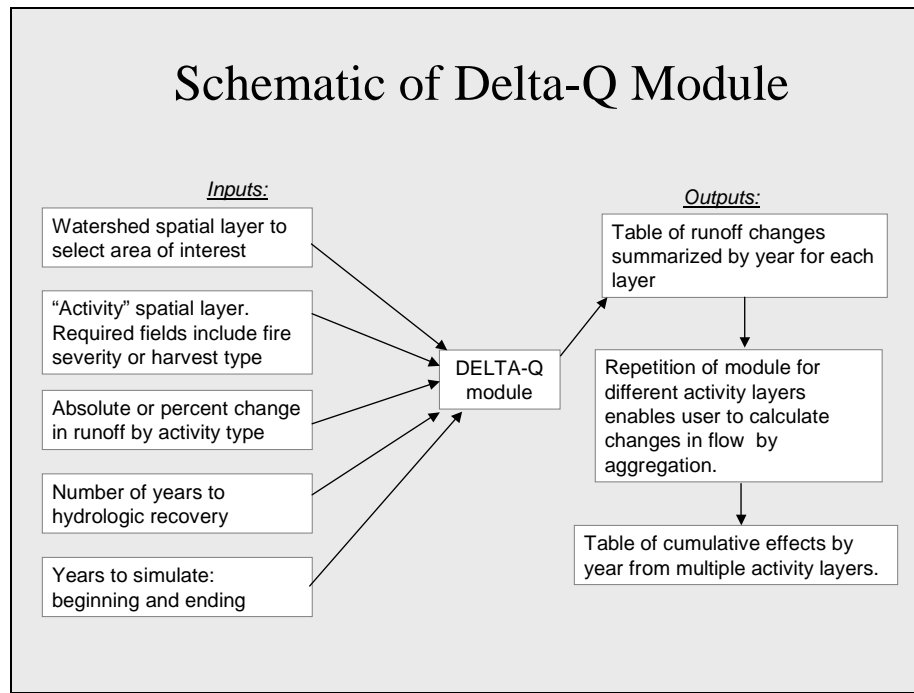 Schematic of Delta-Q Module
Inputs:
Watershed spatial layer to
select area of interest
“Activity” spatial layer.
Required fields include fire
severity or harvest type
Absolute or percent change
in runoff by activity type
Number of years to
hydrologic recovery
Years to simulate:
beginning and ending
DELTA-Q
module
Outputs:
Table of runoff changes
summarized by year for each
layer
Repetition of module for
different activity layers
enables user to calculate
changes in flow by
aggregation.
Table of cumulative effects by
year from multiple activity layers.